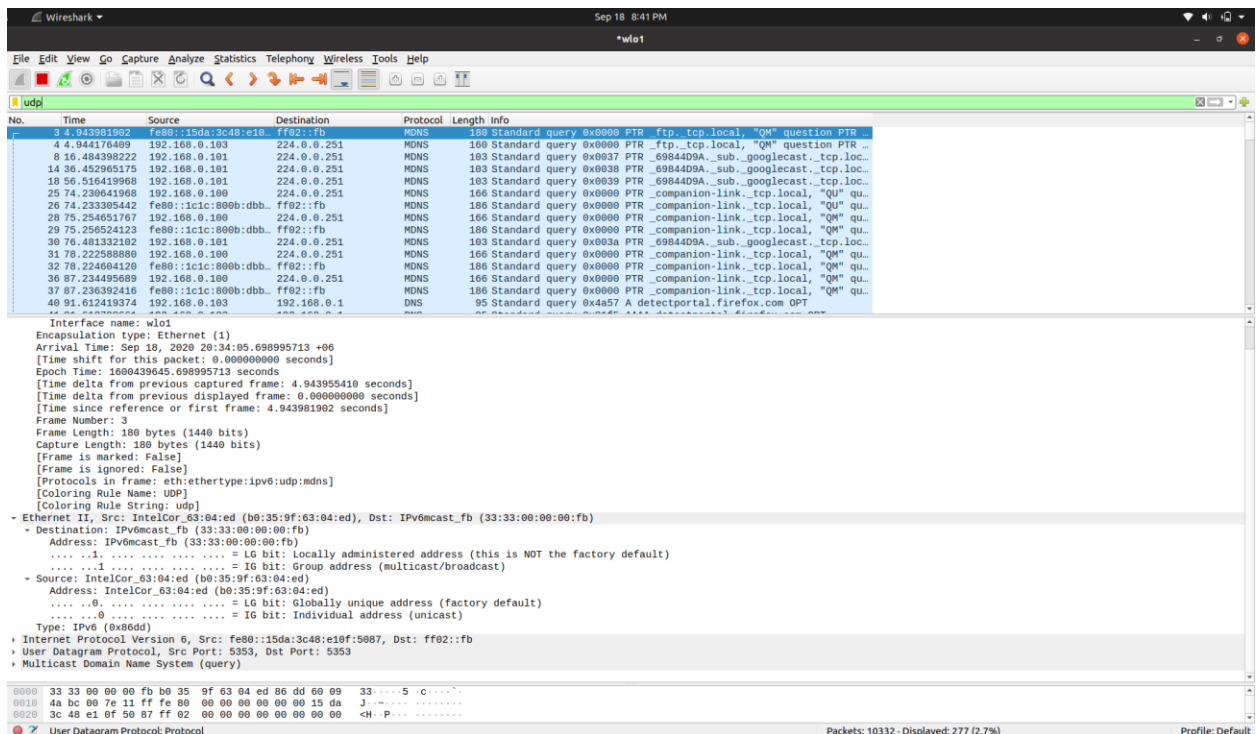 Wireshark Sep 18 8:41 PM
*wlo1
File Edit View Go Capture Analyze Statistics Telephony Wireless Tools Help
udp
No. Time Source Destination Protocol Length Info
3 4.943981902 fe80::15da:3c48:e10… ff02::fb MDNS 180 Standard query 0x0000 PTR _ftp._tcp.local, "QM" question PTR …
4 4.944176409 192.168.0.103 224.0.0.251 MDNS 160 Standard query 0x0000 PTR _ftp._tcp.local, "QM" question PTR …
8 16.484398222 192.168.0.101 224.0.0.251 MDNS 103 Standard query 0x0037 PTR _69844D9A._sub._googlecast._tcp.loc…
14 36.452965175 192.168.0.101 224.0.0.251 MDNS 103 Standard query 0x0038 PTR _69844D9A._sub._googlecast._tcp.loc…
18 56.516419968 192.168.0.101 224.0.0.251 MDNS 103 Standard query 0x0039 PTR _69844D9A._sub._googlecast._tcp.loc…
25 74.230641968 192.168.0.100 224.0.0.251 MDNS 166 Standard query 0x0000 PTR _companion-link._tcp.local, "QU" qu…
26 74.233305442 fe80::1c1c:800b:dbb… ff02::fb MDNS 186 Standard query 0x0000 PTR _companion-link._tcp.local, "QU" qu…
28 75.254651767 192.168.0.100 224.0.0.251 MDNS 166 Standard query 0x0000 PTR _companion-link._tcp.local, "QM" qu…
29 75.256524123 fe80::1c1c:800b:dbb… ff02::fb MDNS 186 Standard query 0x0000 PTR _companion-link._tcp.local, "QM" qu…
30 76.481332102 192.168.0.101 224.0.0.251 MDNS 103 Standard query 0x003a PTR _69844D9A._sub._googlecast._tcp.loc…
31 78.222588880 192.168.0.100 224.0.0.251 MDNS 166 Standard query 0x0000 PTR _companion-link._tcp.local, "QM" qu…
32 78.224604120 fe80::1c1c:800b:dbb… ff02::fb MDNS 186 Standard query 0x0000 PTR _companion-link._tcp.local, "QM" qu…
36 87.234495689 192.168.0.100 224.0.0.251 MDNS 166 Standard query 0x0000 PTR _companion-link._tcp.local, "QM" qu…
37 87.236392416 fe80::1c1c:800b:dbb… ff02::fb MDNS 186 Standard query 0x0000 PTR _companion-link._tcp.local, "QM" qu…
40 91.612419374 192.168.0.103 192.168.0.1 DNS 95 Standard query 0x4a57 A detectportal.firefox.com OPT
Interface name: wlo1
Encapsulation type: Ethernet (1)
Arrival Time: Sep 18, 2020 20:34:05.698995713 +06
[Time shift for this packet: 0.000000000 seconds]
Epoch Time: 1600439645.698995713 seconds
[Time delta from previous captured frame: 4.943955410 seconds]
[Time delta from previous displayed frame: 0.000000000 seconds]
[Time since reference or first frame: 4.943981902 seconds]
Frame Number: 3
Frame Length: 180 bytes (1440 bits)
Capture Length: 180 bytes (1440 bits)
[Frame is marked: False]
[Frame is ignored: False]
[Protocols in frame: eth:ethertype:ipv6:udp:mdns]
[Coloring Rule Name: UDP]
[Coloring Rule String: udp]
Ethernet II, Src: IntelCor_63:04:ed (b0:35:9f:63:04:ed), Dst: IPv6mcast_fb (33:33:00:00:00:fb)
Destination: IPv6mcast_fb (33:33:00:00:00:fb)
Address: IPv6mcast_fb (33:33:00:00:00:fb)
.... ..1. .... .... .... .... = LG bit: Locally administered address (this is NOT the factory default)
.... ...1 .... .... .... .... = IG bit: Group address (multicast/broadcast)
Source: IntelCor_63:04:ed (b0:35:9f:63:04:ed)
Address: IntelCor_63:04:ed (b0:35:9f:63:04:ed)
.... ..0. .... .... .... .... = LG bit: Globally unique address (factory default)
.... ...0 .... .... .... .... = IG bit: Individual address (unicast)
Type: IPv6 (0x86dd)
Internet Protocol Version 6, Src: fe80::15da:3c48:e10f:5087, Dst: ff02::fb
User Datagram Protocol, Src Port: 5353, Dst Port: 5353
Multicast Domain Name System (query)
0000 33 33 00 00 00 fb b0 35 9f 63 04 ed 86 dd 60 09 33·····5 ·c····`·
0010 4a bc 00 7e 11 ff fe 80 00 00 00 00 00 00 15 da J··~···· ········
0020 3c 48 e1 0f 50 87 ff 02 00 00 00 00 00 00 00 00 <H··P··· ········
User Datagram Protocol: Protocol Packets: 10332 · Displayed: 277 (2.7%) Profile: Default